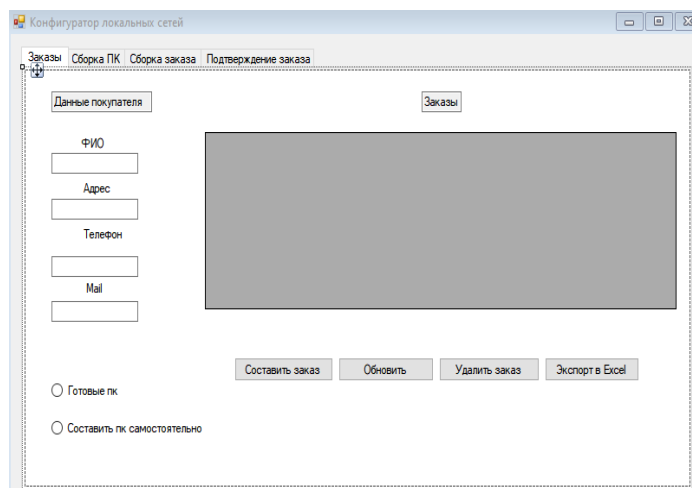 Конфигуратор локальных сетей
Заказы Сборка ПК Сборка заказа Подтверждение заказа
Данные покупателя Заказы
ФИО
Адрес
Телефон
Mail
Составить заказ Обновить Удалить заказ Экспорт в Excel
Готовые пк
Составить пк самостоятельно